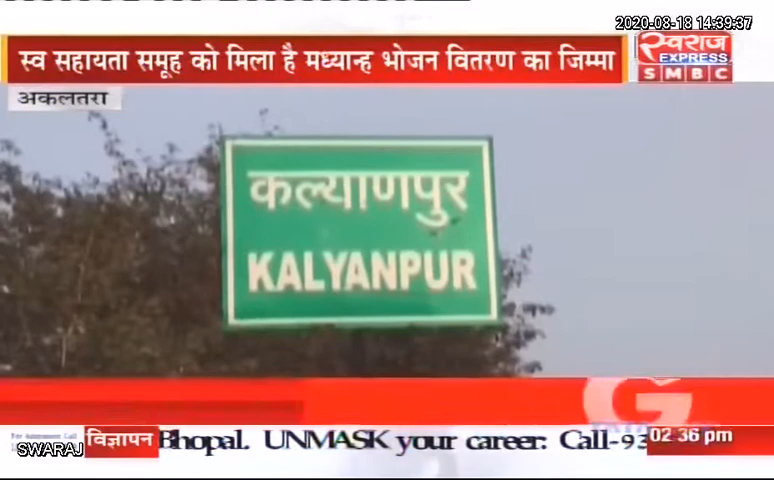 2020-08-18 14:39:37
स्व सहायता समूह को मिला है मध्यान्ह भोजन वितरण का जिम्मा
स्वराज
EXPRESS
SMBC
अकलतरा
कल्याणपुर
KALYANPUR
G
SWARAJ
विज्ञापन
Bhopal. UNMASK your career: Call-93
02:36 pm